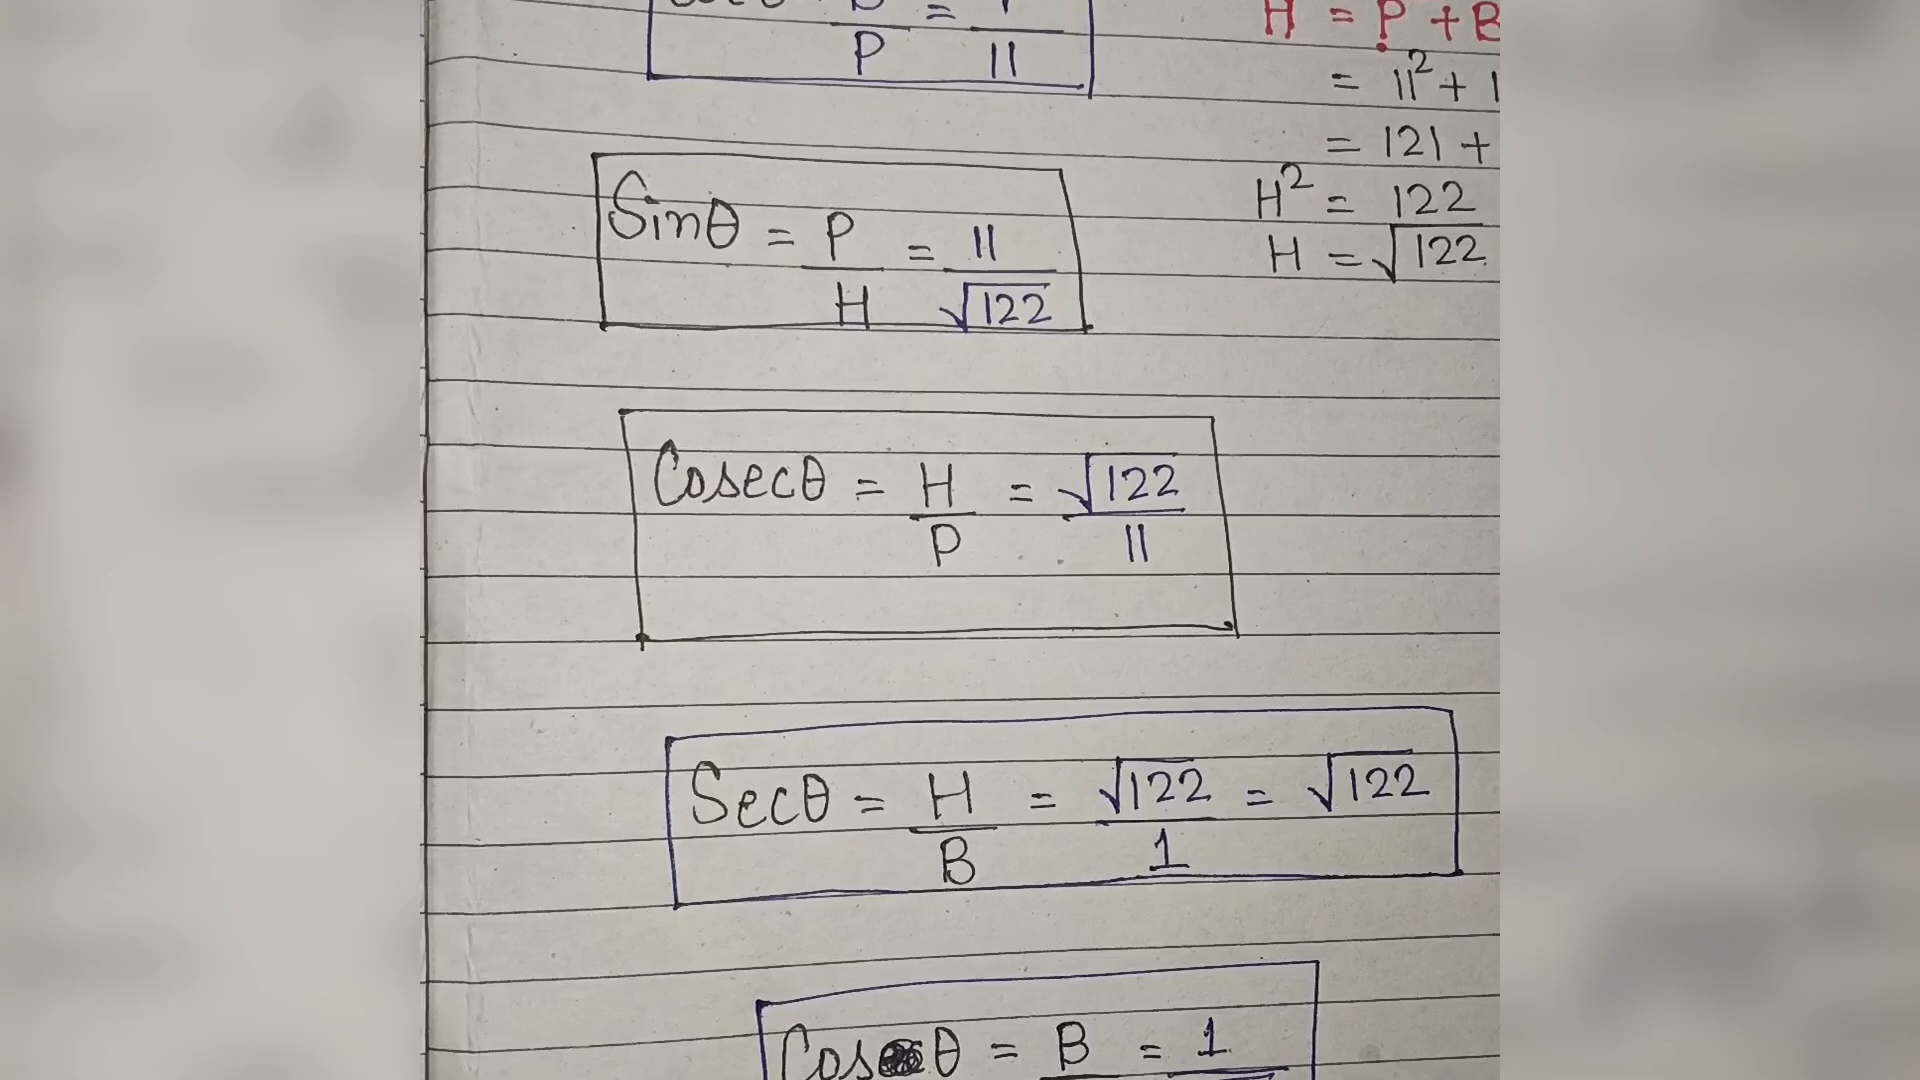 P 11
H = P + B
= 11² + 1
= 121 +
H² = 122
H = √122
Sinθ = P/H = 11/√122
Cosecθ = H/P = √122/11
Secθ = H/B = √122/1 = √122
Cosθ = B = 1